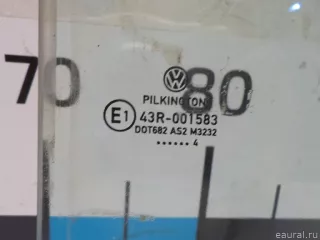 70
80
PILKINGTON
E1 43R-001583
DOT682 AS2 M3232
...... 4
eaural.ru